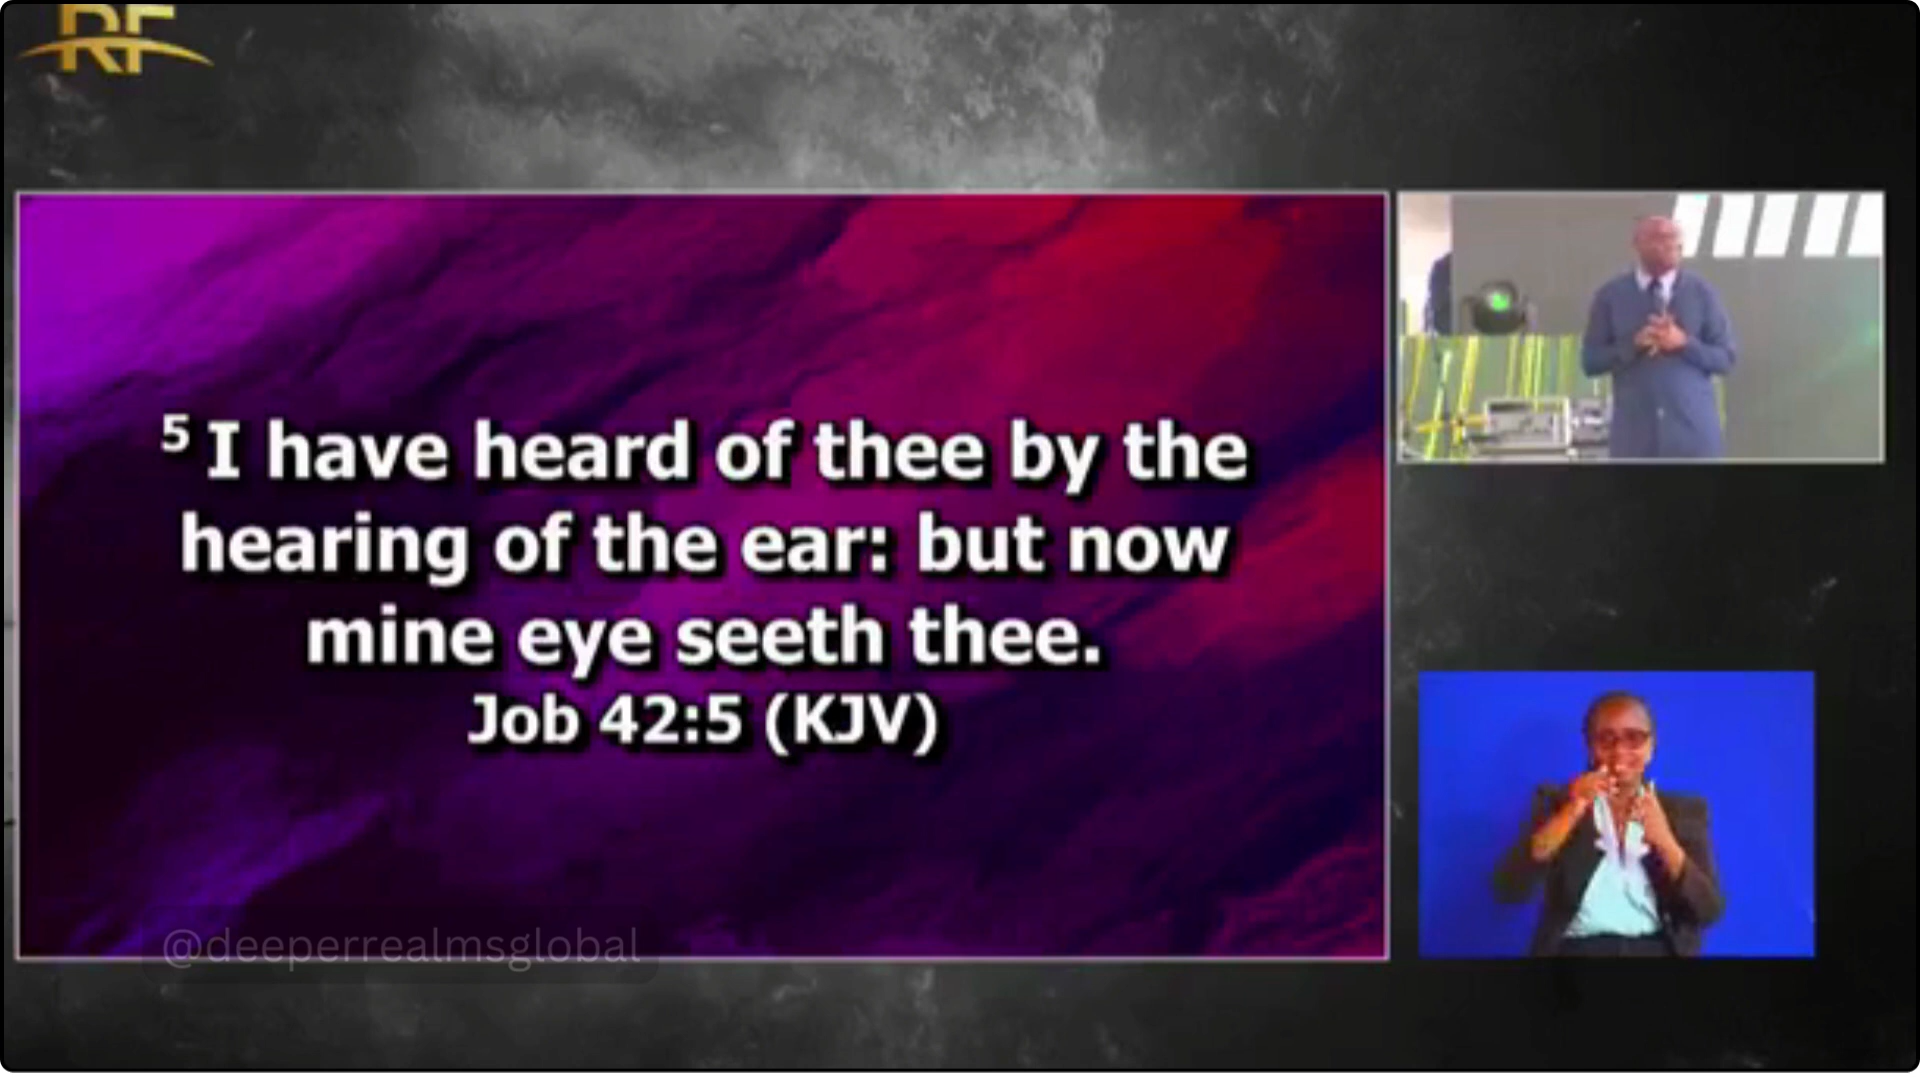 RF
5 I have heard of thee by the
hearing of the ear: but now
mine eye seeth thee.
Job 42:5 (KJV)
@deeperrealmsglobal